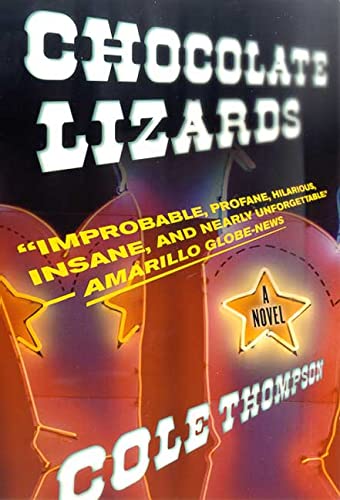 CHOCOLATE
LIZARDS
“IMPROBABLE, PROFANE, HILARIOUS,
INSANE, AND NEARLY UNFORGETTABLE”
— AMARILLO GLOBE-NEWS
A
NOVEL
COLE THOMPSON